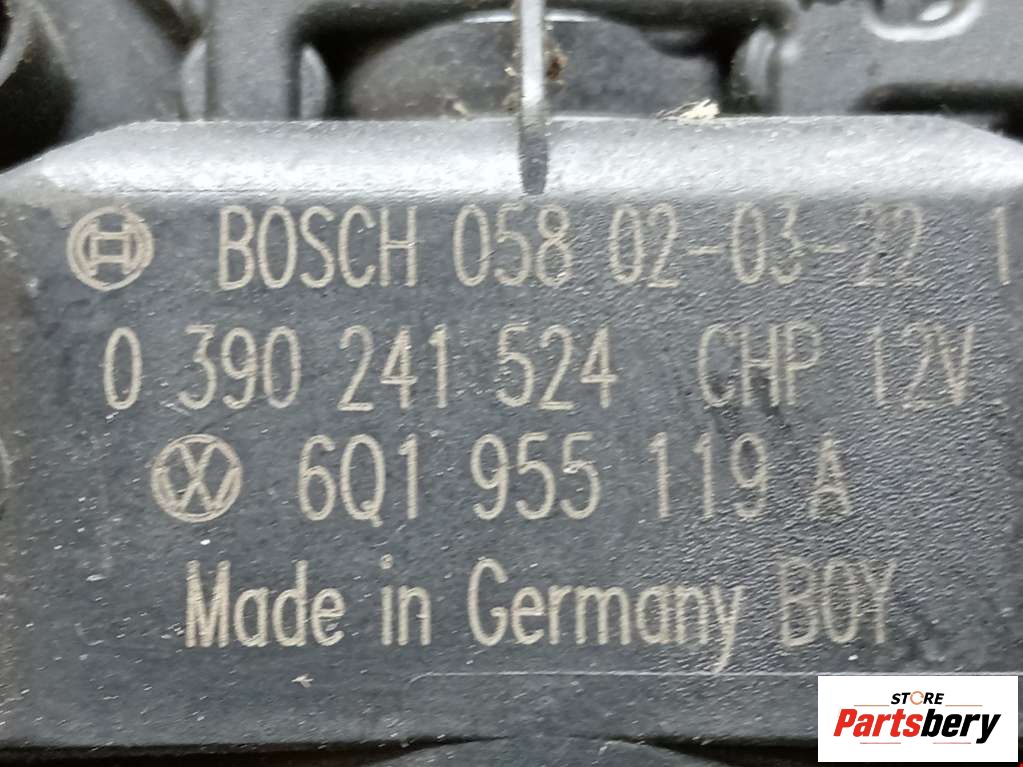 BOSCH 058 02-03-22 1
0 390 241 524 CHP 12V
6Q1 955 119 A
Made in Germany BOY
STORE
Partsbery